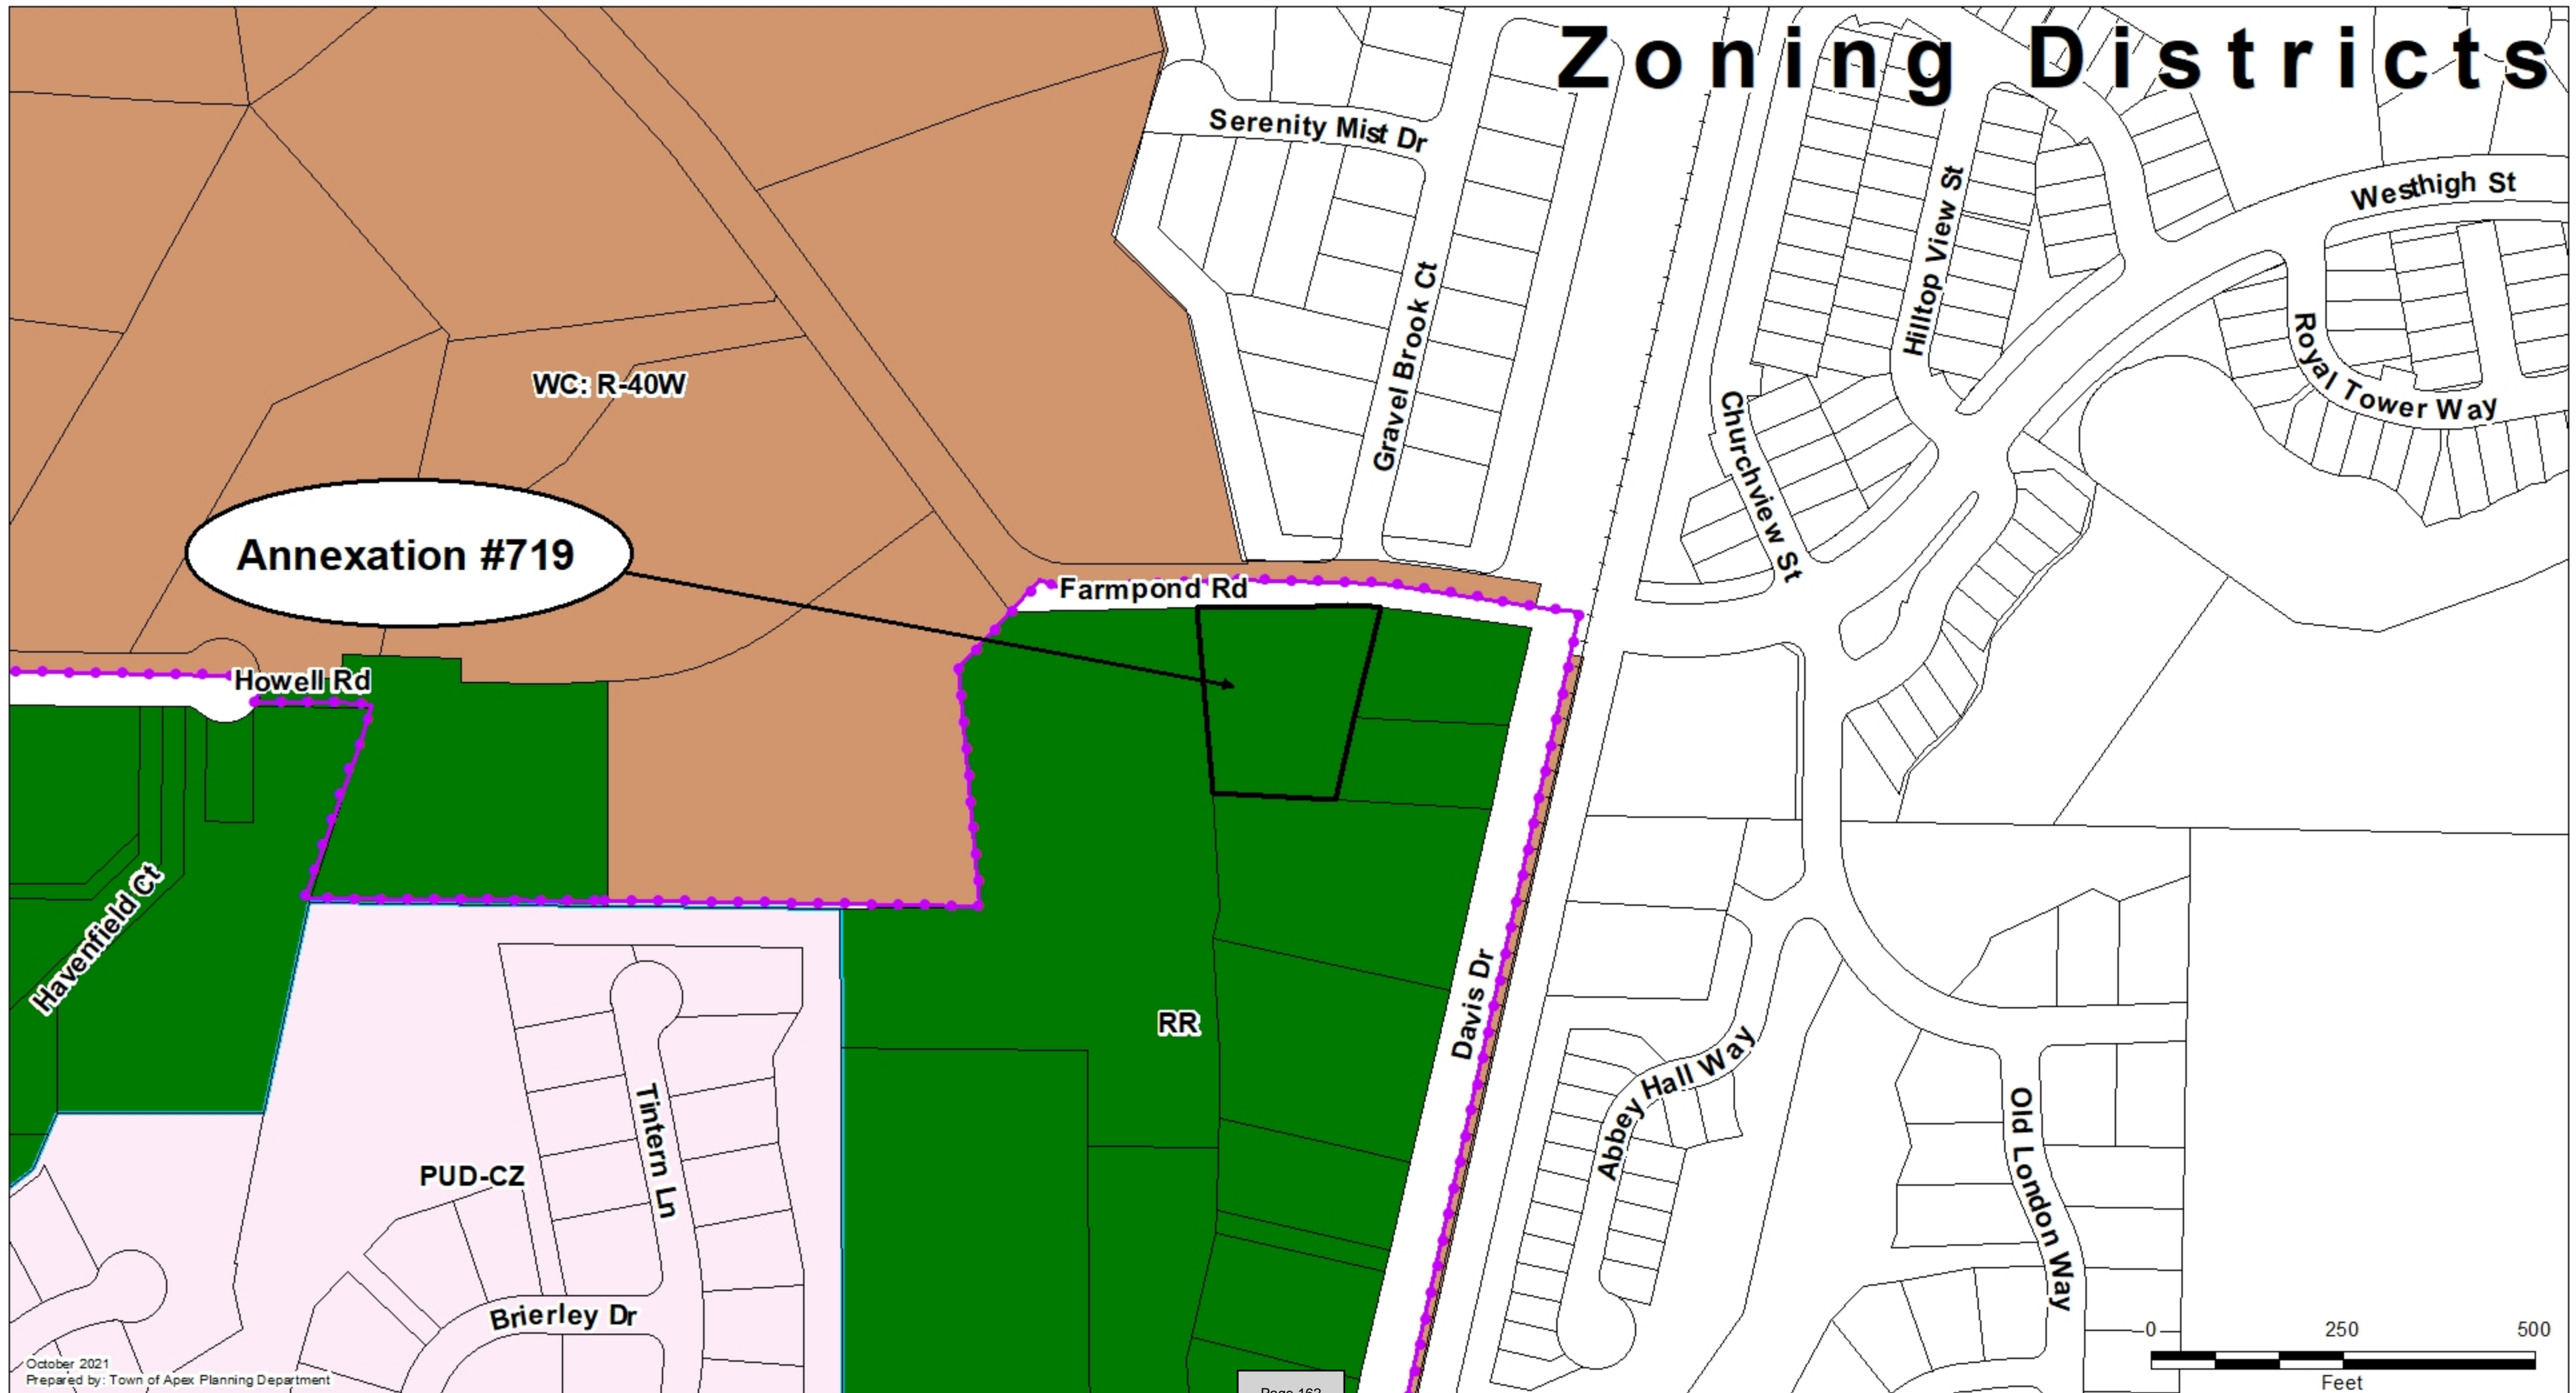 Zoning Districts
Serenity Mist Dr
Westhigh St
Hilltop View St
Gravel Brook Ct
Royal Tower Way
WC: R-40W
Churchview St
Annexation #719
Farmpond Rd
Howell Rd
Havenfield Ct
Davis Dr
RR
Abbey Hall Way
Tintern Ln
Old London Way
PUD-CZ
Brierley Dr
0 250 500
Feet
October 2021
Prepared by: Town of Apex Planning Department